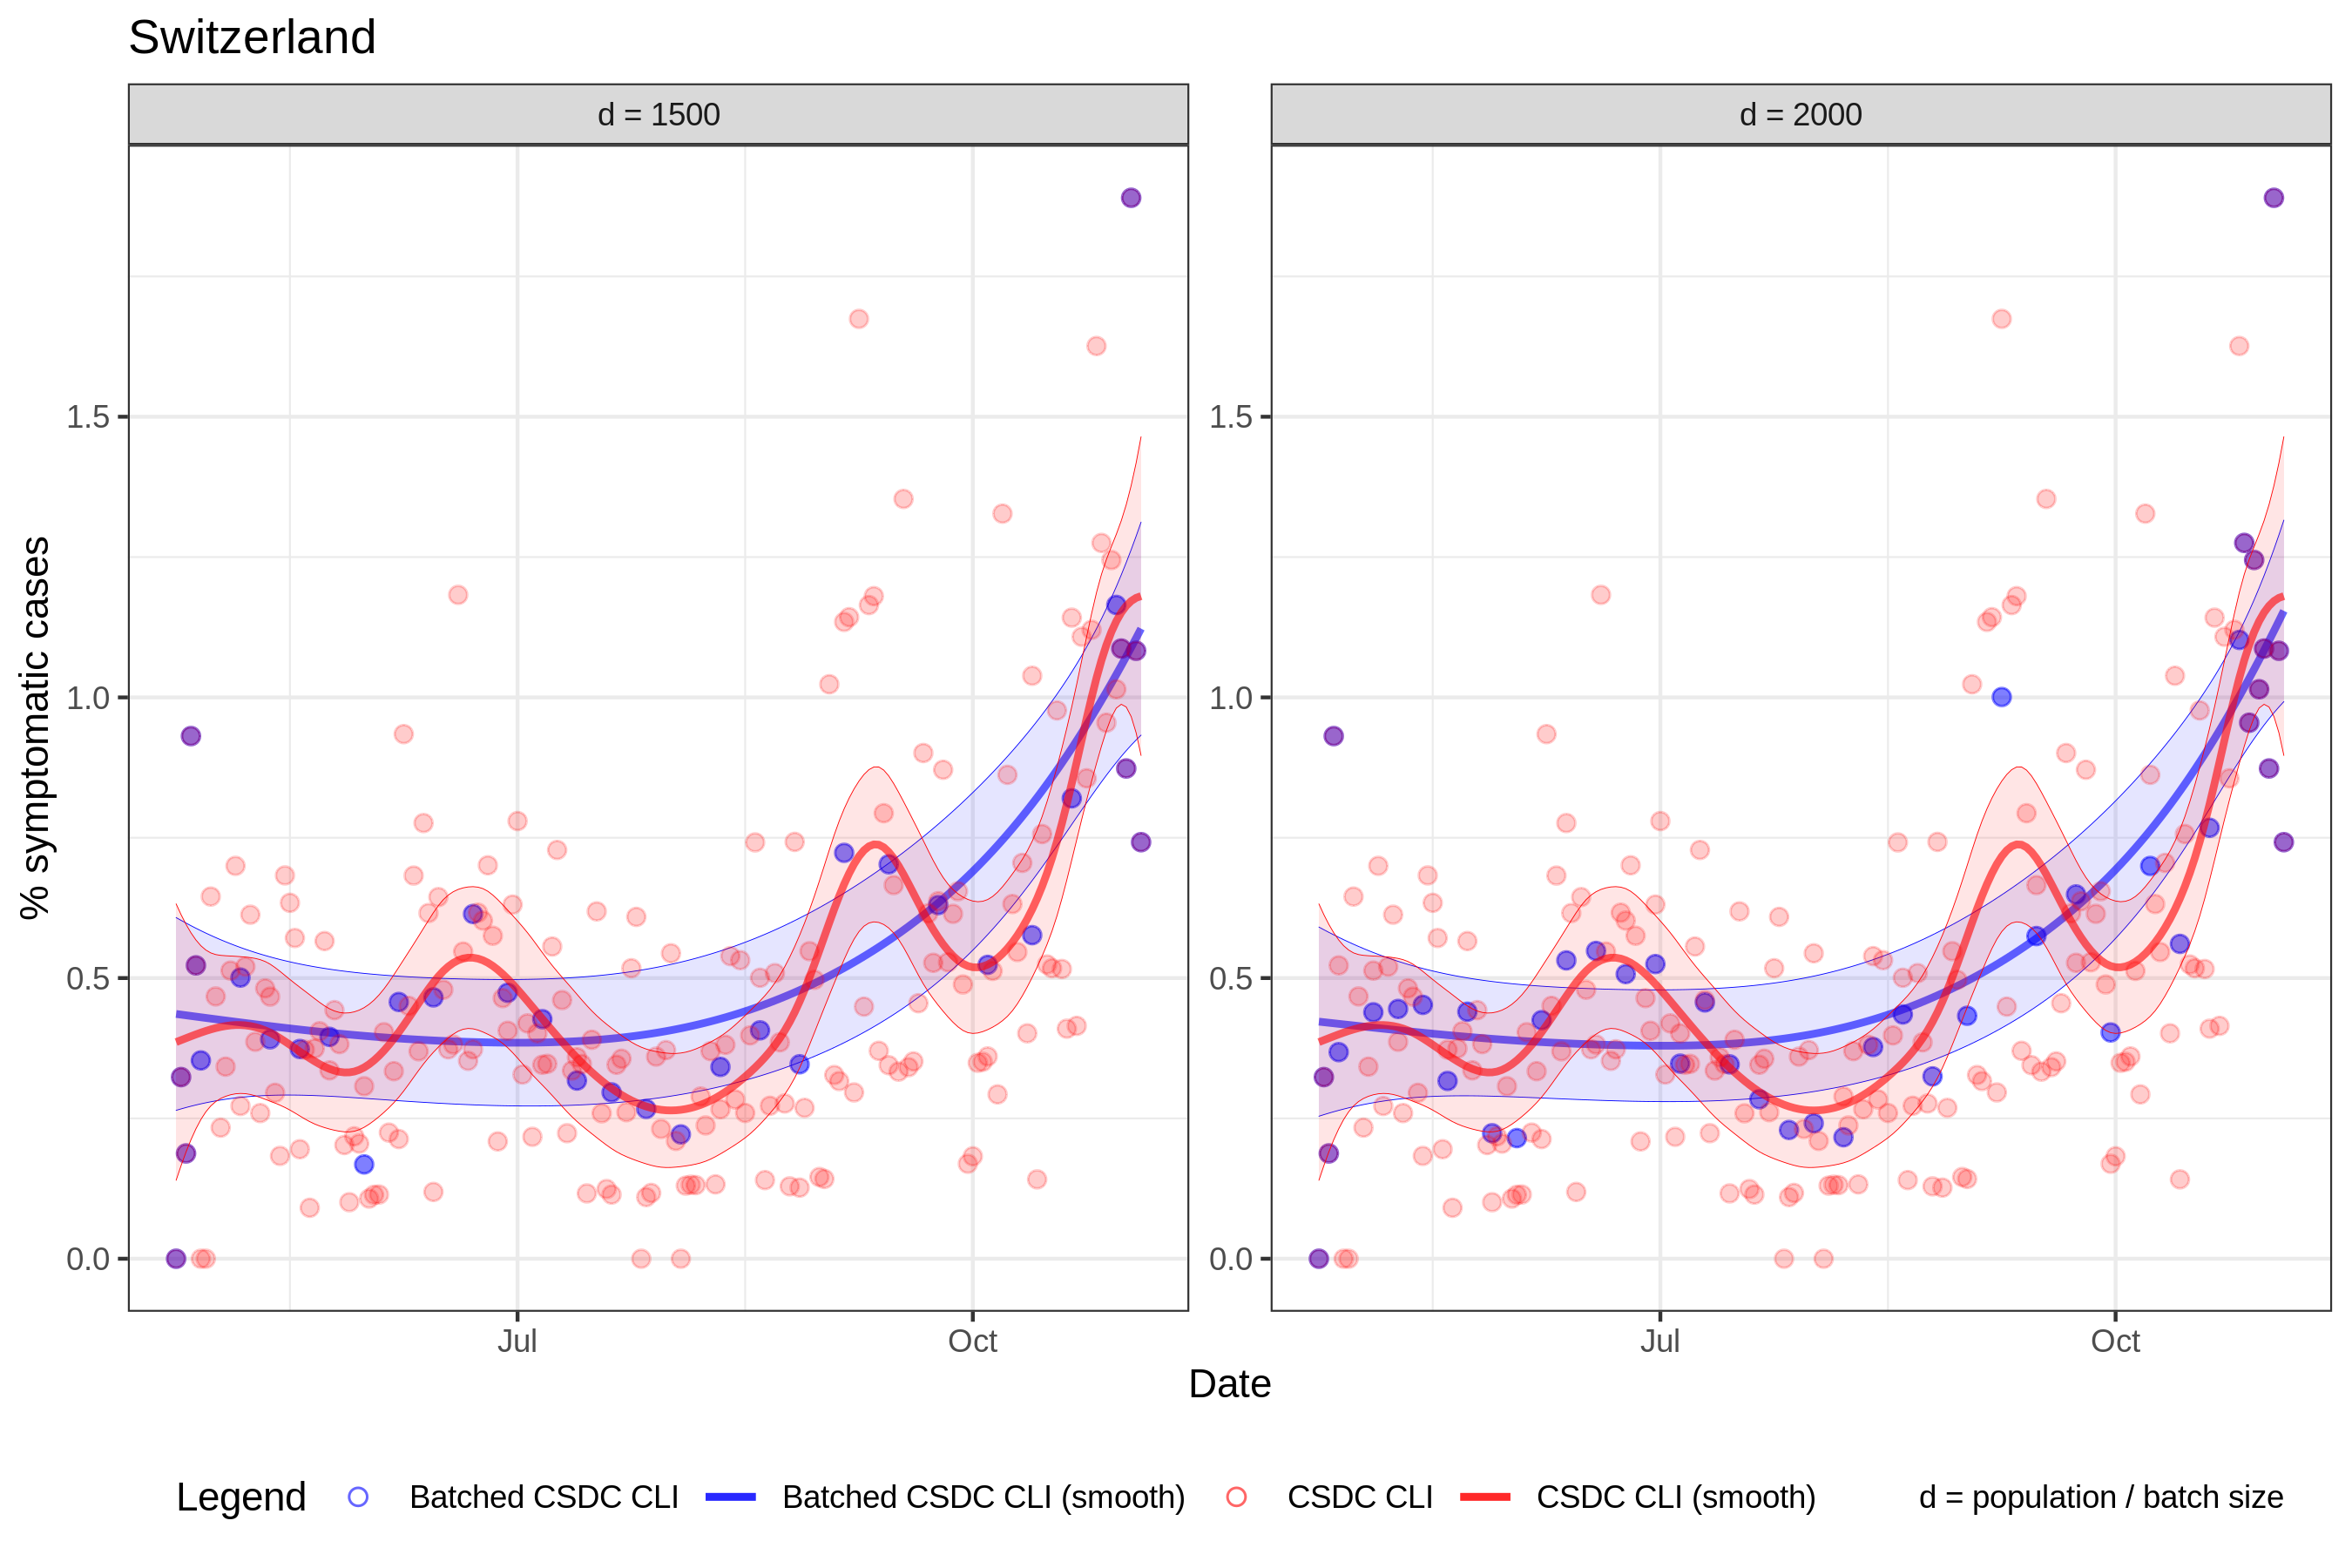 Switzerland
d = 1500
d = 2000
% symptomatic cases
1.5
1.0
0.5
0.0
1.5
1.0
0.5
0.0
Jul
Oct
Jul
Oct
Date
Legend
Batched CSDC CLI
Batched CSDC CLI (smooth)
CSDC CLI
CSDC CLI (smooth)
d = population / batch size